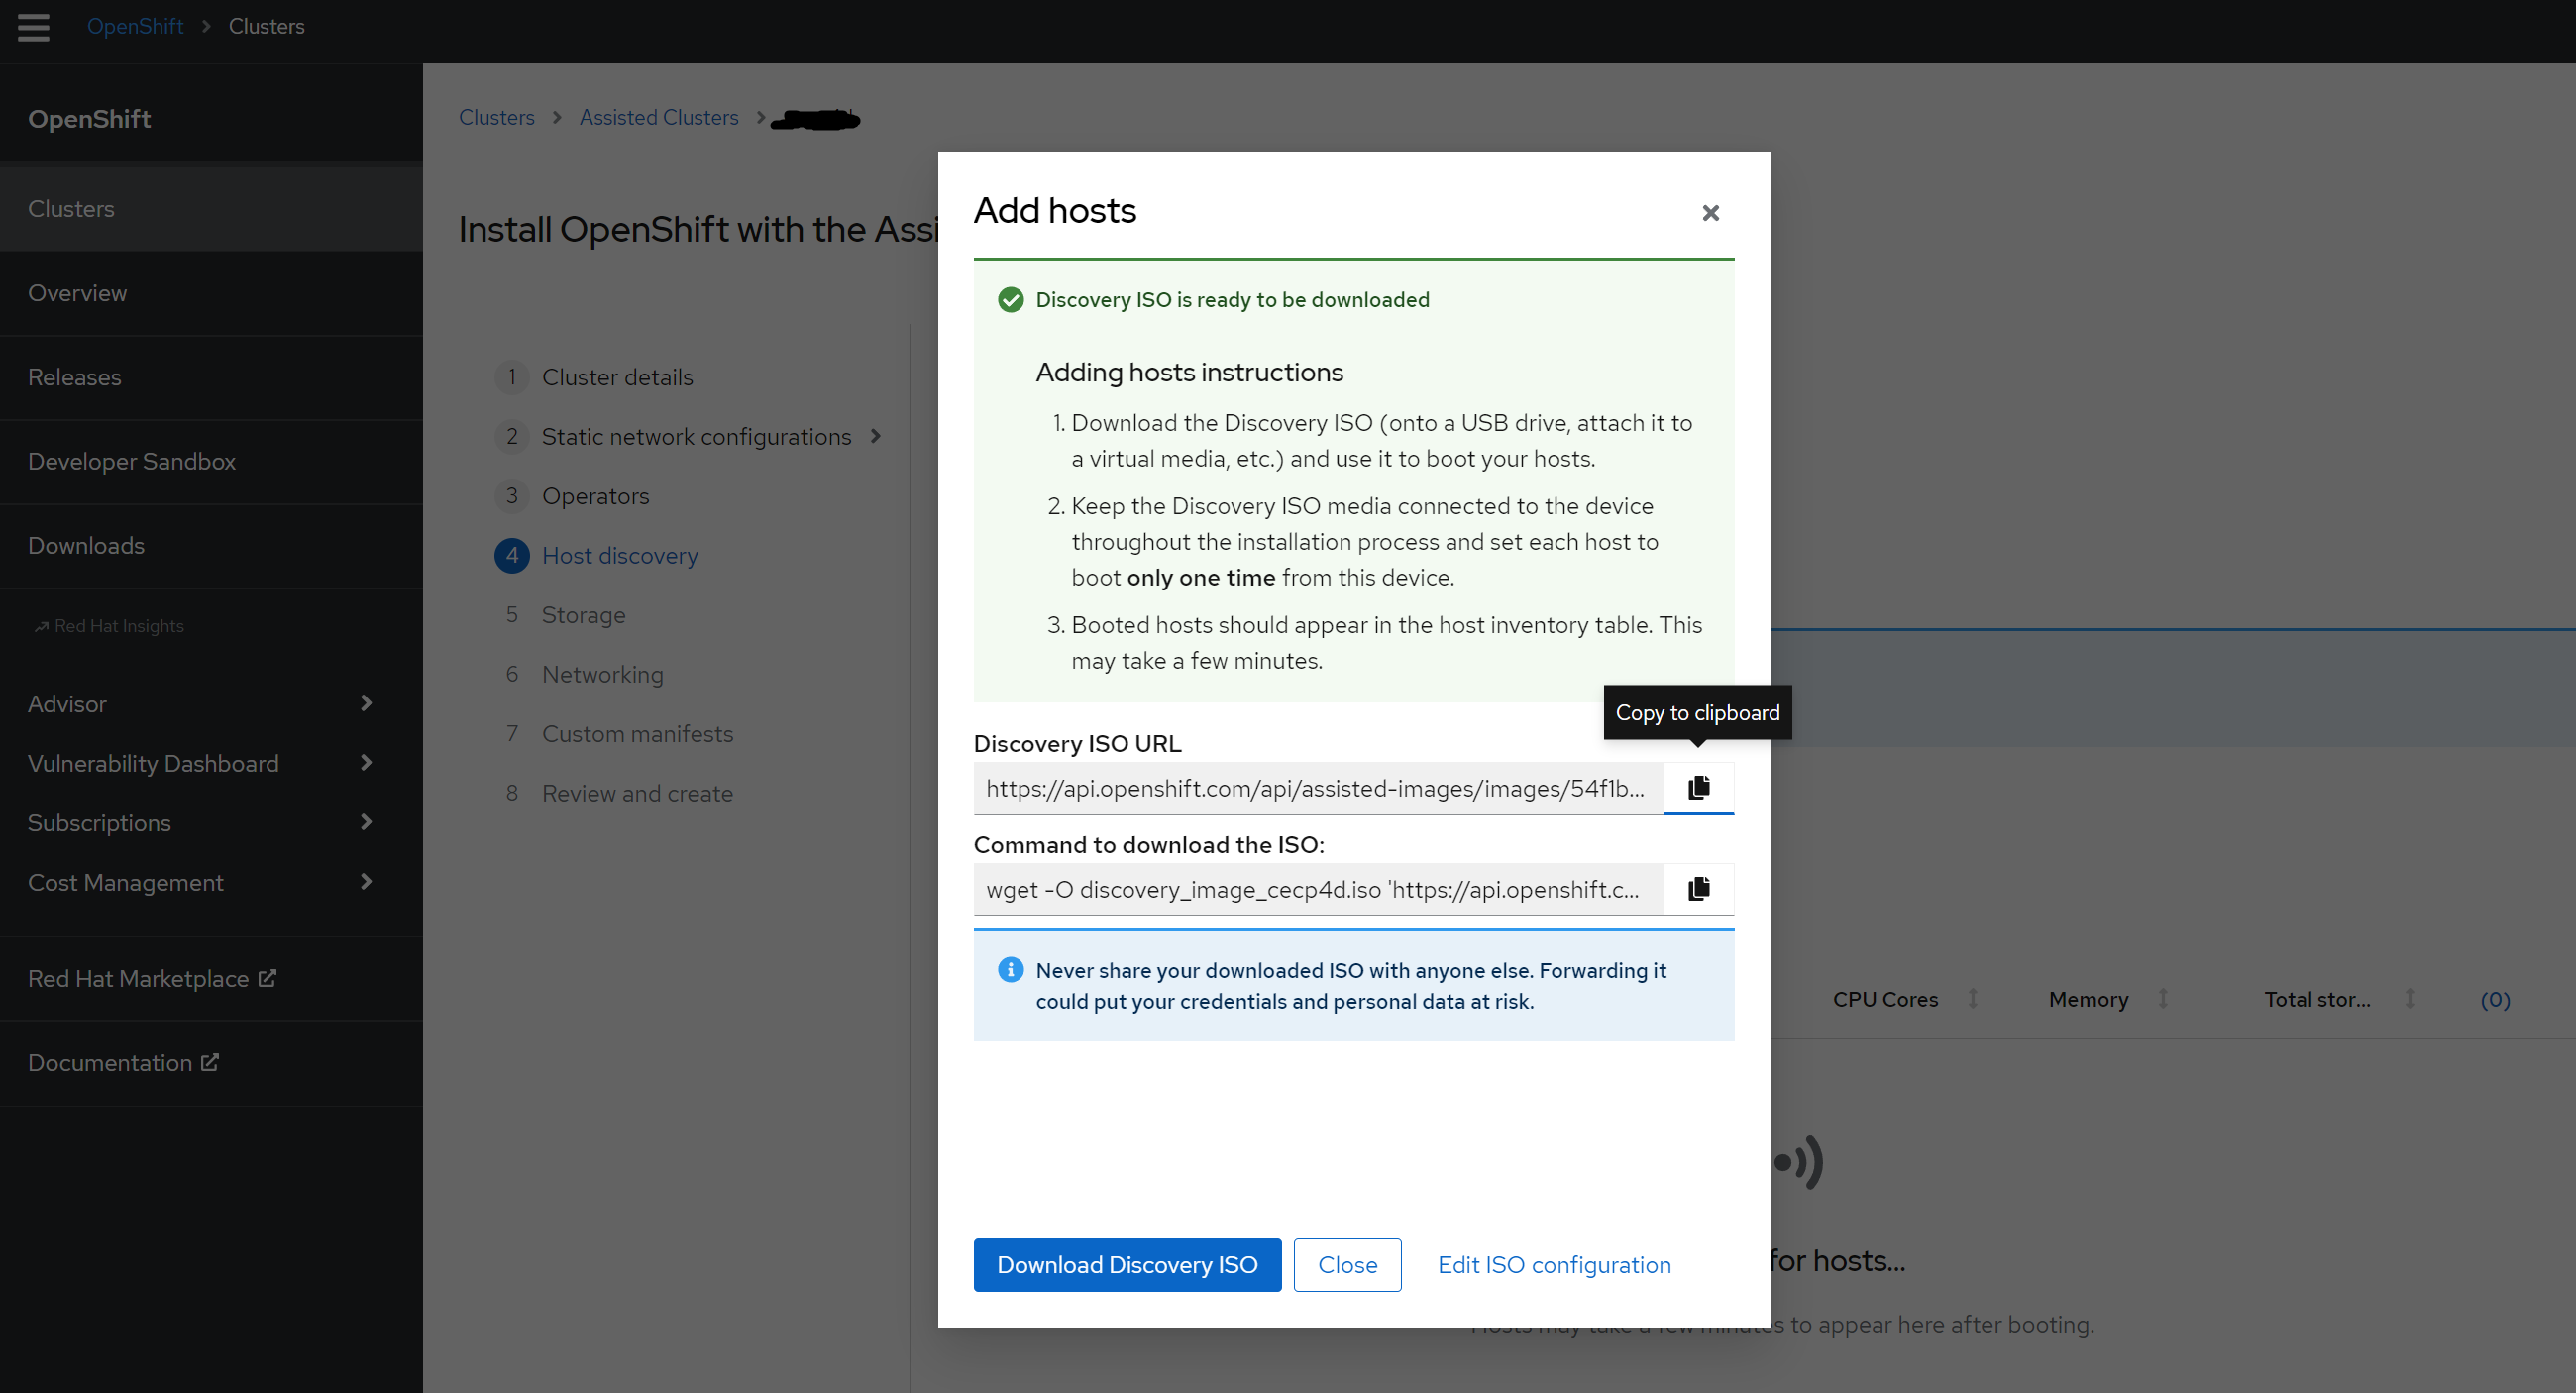 OpenShift > Clusters
OpenShift
Clusters
Overview
Releases
Developer Sandbox
Downloads
Red Hat Insights
Advisor
Vulnerability Dashboard
Subscriptions
Cost Management
Red Hat Marketplace
Documentation
Clusters > Assisted Clusters >
Install OpenShift with the Assi
1 Cluster details
2 Static network configurations
3 Operators
4 Host discovery
5 Storage
6 Networking
7 Custom manifests
8 Review and create
Add hosts
Discovery ISO is ready to be downloaded
Adding hosts instructions
1. Download the Discovery ISO (onto a USB drive, attach it to
a virtual media, etc.) and use it to boot your hosts.
2. Keep the Discovery ISO media connected to the device
throughout the installation process and set each host to
boot only one time from this device.
3. Booted hosts should appear in the host inventory table. This
may take a few minutes.
Copy to clipboard
Discovery ISO URL
https://api.openshift.com/api/assisted-images/images/54f1b...
Command to download the ISO:
wget -O discovery_image_cecp4d.iso 'https://api.openshift.c...
Never share your downloaded ISO with anyone else. Forwarding it
could put your credentials and personal data at risk.
Download Discovery ISO
Close
Edit ISO configuration
CPU Cores
Memory
Total stor...
(0)
for hosts...
Hosts may take a few minutes to appear here after booting.